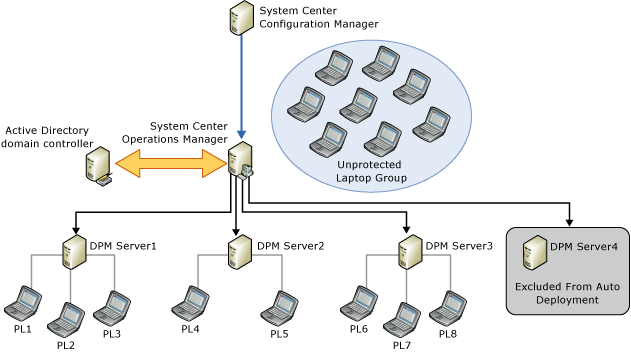 System Center
Configuration Manager
Active Directory
domain controller
System Center
Operations Manager
Unprotected
Laptop Group
DPM Server1
DPM Server2
DPM Server3
DPM Server4
Excluded From Auto
Deployment
PL1
PL2
PL3
PL4
PL5
PL6
PL7
PL8